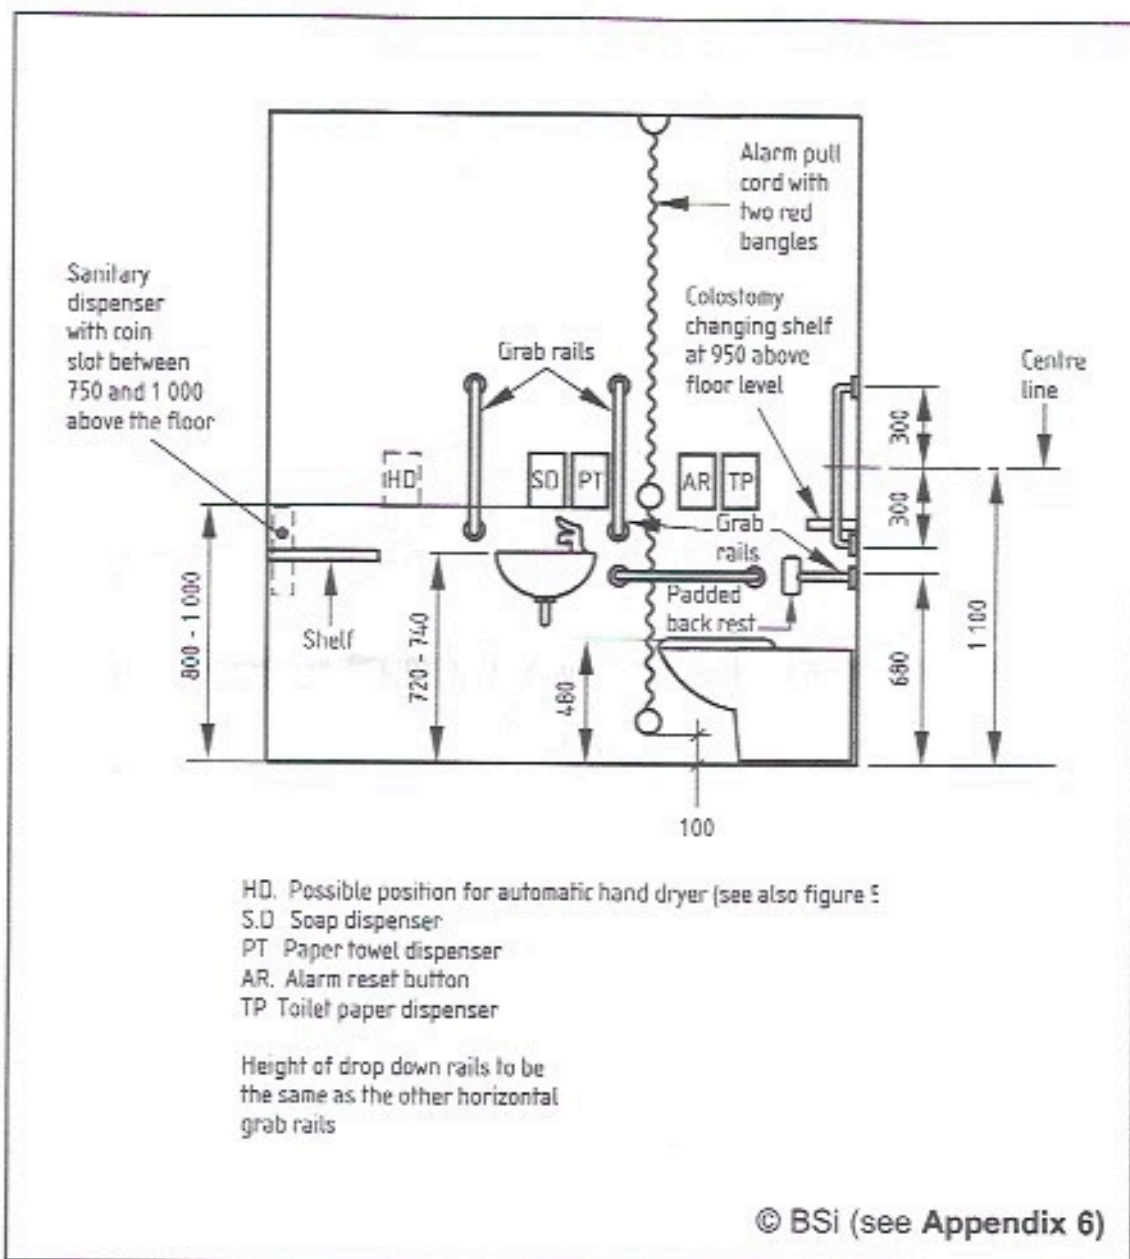 Alarm pull
cord with
two red
bangles
Sanitary
dispenser
with coin
slot between
750 and 1 000
above the floor
Colostomy
changing shelf
at 950 above
floor level
Grab rails
Centre
line
300
HD
SD
PT
AR
TP
300
Grab
rails
Shelf
Padded
back rest
800 - 1 000
720 - 740
480
680
1 100
100
HD. Possible position for automatic hand dryer (see also figure 5
S.D Soap dispenser
PT Paper towel dispenser
AR. Alarm reset button
TP Toilet paper dispenser
Height of drop down rails to be
the same as the other horizontal
grab rails
© BSi (see Appendix 6)